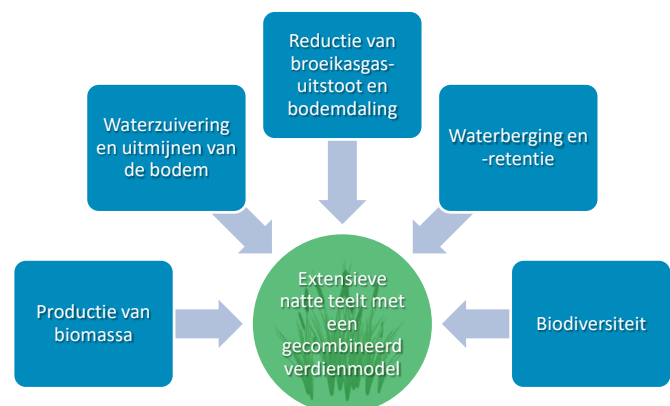 Reductie van
broeikasgas-
uitstoot en
bodemdaling
Waterzuivering
en uitmijnen van
de bodem
Waterberging en
-retentie
Productie van
biomassa
Extensieve
natte teelt met
een
gecombineerd
verdienmodel
Biodiversiteit